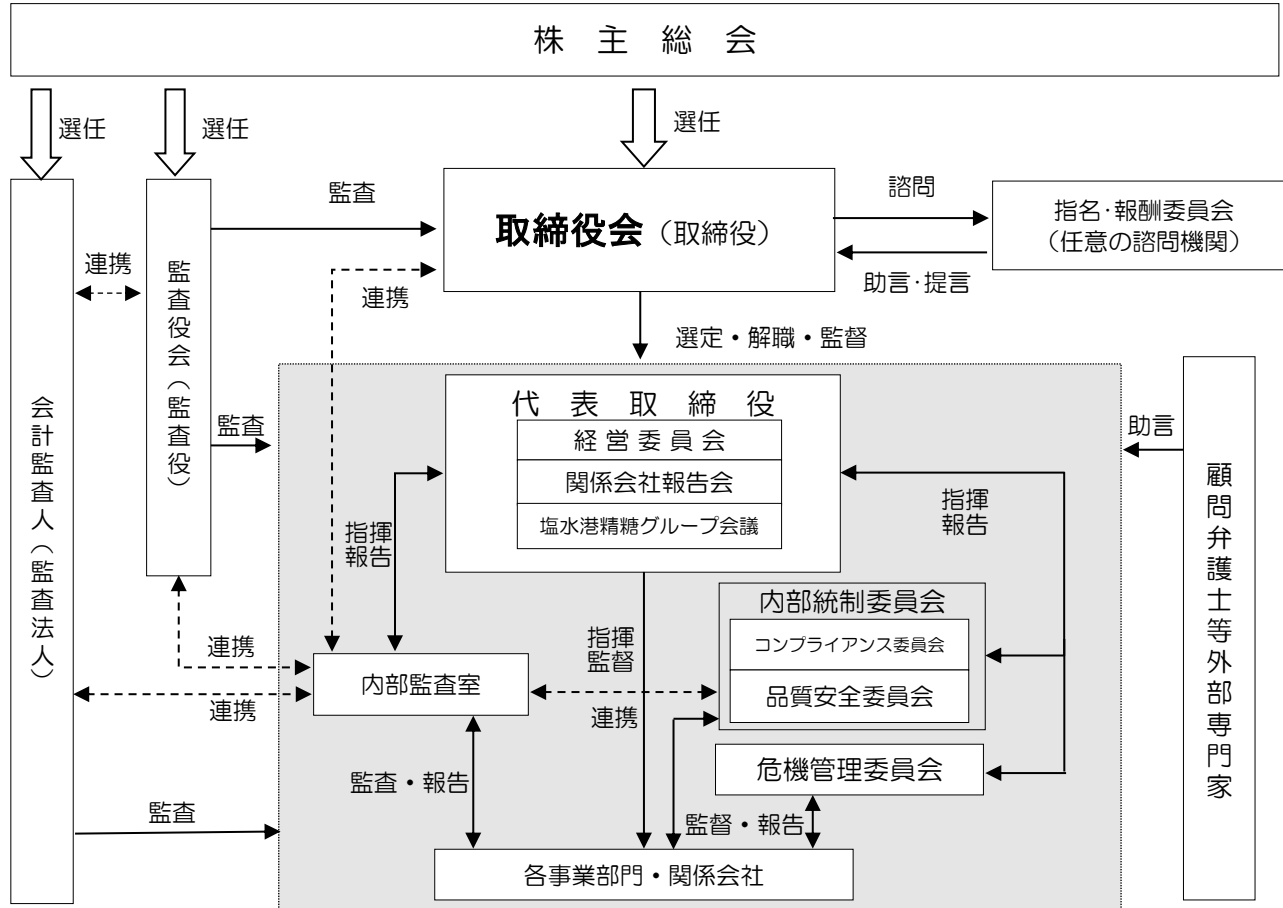 株主総会
選任
選任
選任
会計監査人（監査法人）
連携
監査役会（監査役）
監査
取締役会（取締役）
諮問
助言･提言
指名･報酬委員会
（任意の諮問機関）
連携
選定・解職・監督
監査
代表取締役
経営委員会
関係会社報告会
塩水港精糖グループ会議
助言
顧問弁護士等外部専門家
指揮
報告
指揮
報告
内部統制委員会
コンプライアンス委員会
品質安全委員会
指揮
監督
連携
内部監査室
連携
連携
危機管理委員会
監査・報告
監査
監督・報告
各事業部門・関係会社